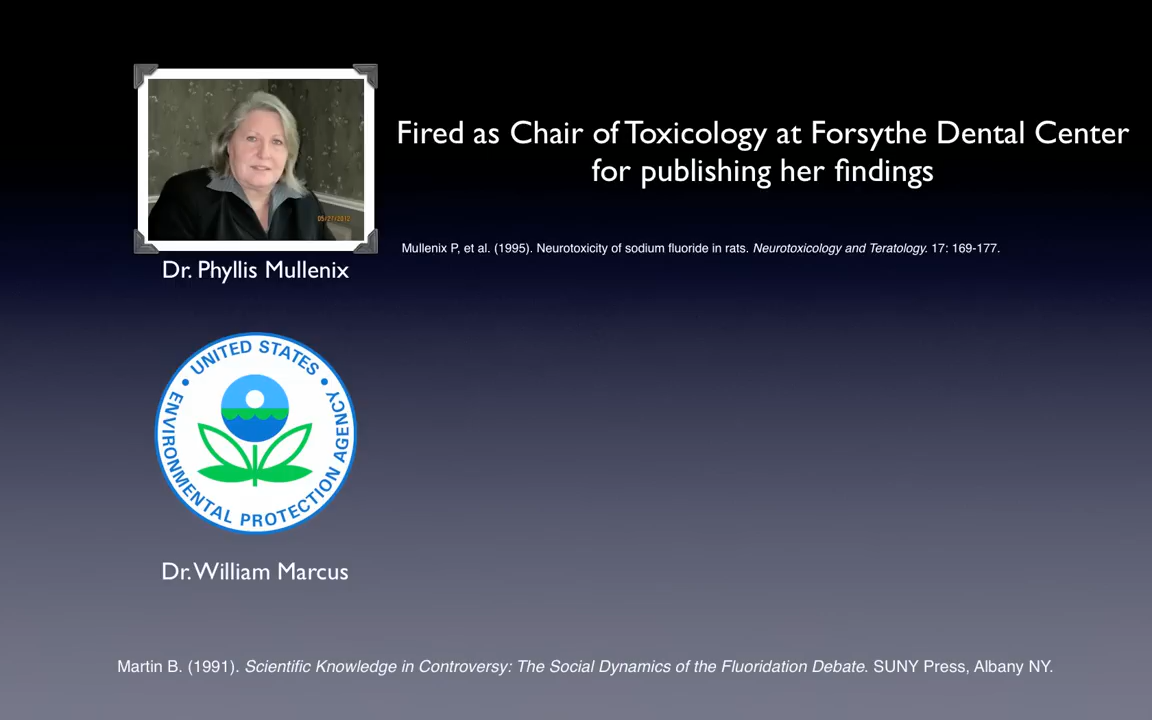 Fired as Chair of Toxicology at Forsythe Dental Center
for publishing her findings
05/27/2012
Mullenix P, et al. (1995). Neurotoxicity of sodium fluoride in rats. Neurotoxicology and Teratology. 17: 169-177.
Dr. Phyllis Mullenix
UNITED STATES
ENVIRONMENTAL PROTECTION AGENCY
Dr. William Marcus
Martin B. (1991). Scientific Knowledge in Controversy: The Social Dynamics of the Fluoridation Debate. SUNY Press, Albany NY.